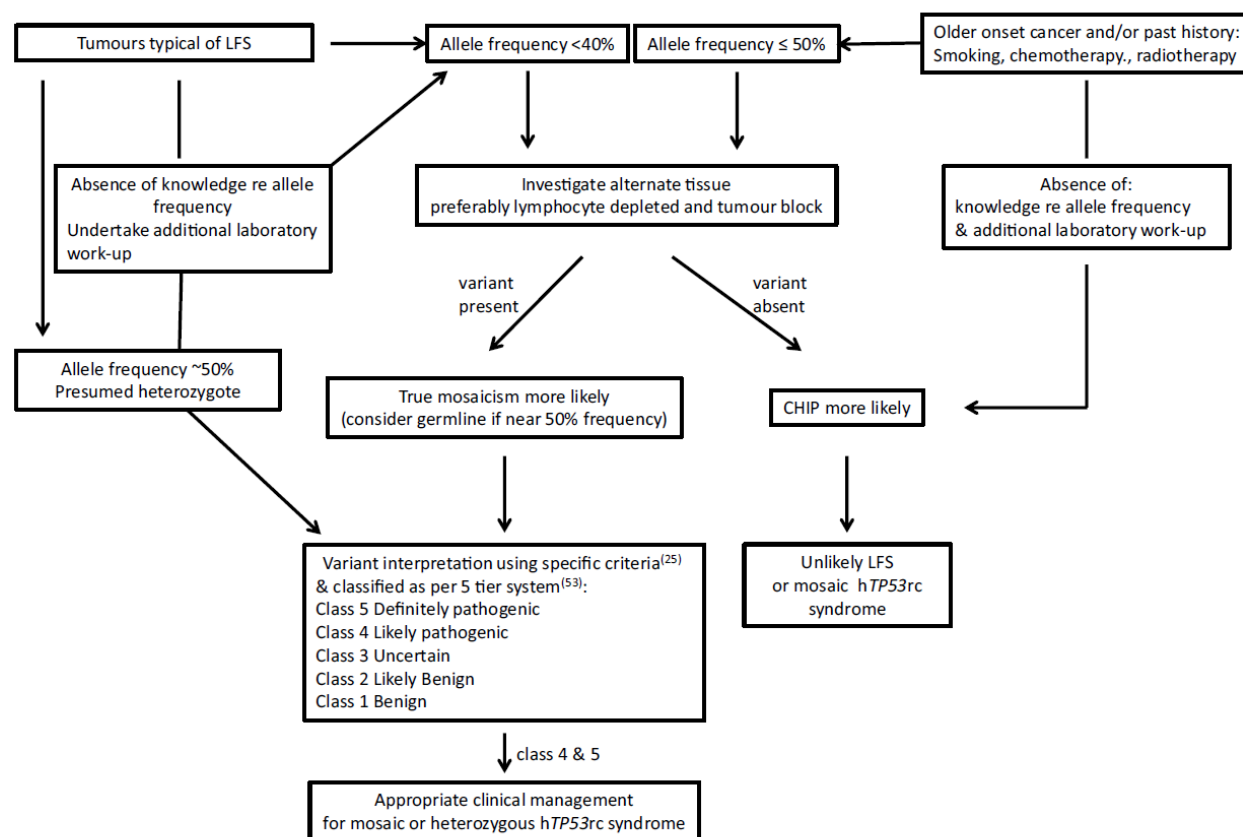 Tumours typical of LFS
Allele frequency <40%
Allele frequency ≤ 50%
Older onset cancer and/or past history:
Smoking, chemotherapy., radiotherapy
Absence of knowledge re allele
frequency
Undertake additional laboratory
work-up
Investigate alternate tissue
preferably lymphocyte depleted and tumour block
Absence of:
knowledge re allele frequency
& additional laboratory work-up
variant
present
variant
absent
Allele frequency ~50%
Presumed heterozygote
True mosaicism more likely
(consider germline if near 50% frequency)
CHIP more likely
Variant interpretation using specific criteria(25)
& classified as per 5 tier system(53):
Class 5 Definitely pathogenic
Class 4 Likely pathogenic
Class 3 Uncertain
Class 2 Likely Benign
Class 1 Benign
Unlikely LFS
or mosaic hTP53rc
syndrome
class 4 & 5
Appropriate clinical management
for mosaic or heterozygous hTP53rc syndrome